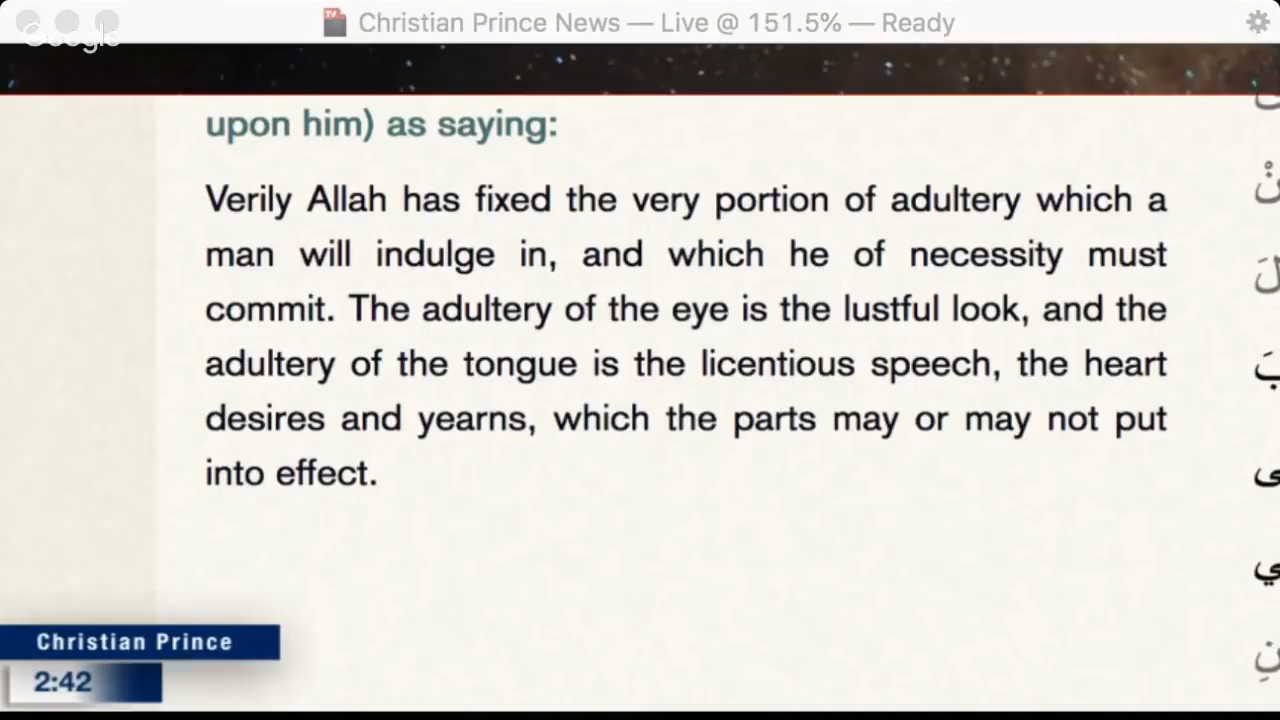 Christian Prince News — Live @ 151.5% — Ready
Google
upon him) as saying:
Verily Allah has fixed the very portion of adultery which a
man will indulge in, and which he of necessity must
commit. The adultery of the eye is the lustful look, and the
adultery of the tongue is the licentious speech, the heart
desires and yearns, which the parts may or may not put
into effect.
Christian Prince
2:42